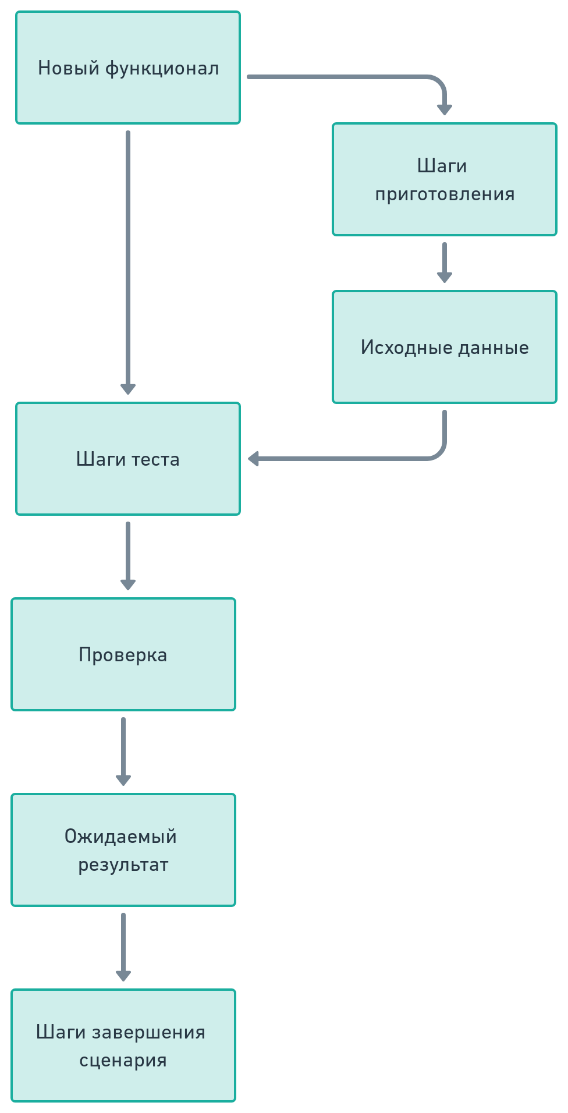 Новый функционал
Шаги
приготовления
Исходные данные
Шаги теста
Проверка
Ожидаемый
результат
Шаги завершения
сценария